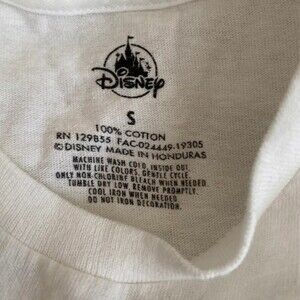 Disney
S
100% COTTON
RN 129855 FAC-024449-19305
©DISNEY MADE IN HONDURAS
MACHINE WASH COLD, INSIDE OUT
WITH LIKE COLORS, GENTLE CYCLE.
ONLY NON-CHLORINE BLEACH WHEN NEEDED.
TUMBLE DRY LOW, REMOVE PROMPTLY.
COOL IRON WHEN NEEDED.
DO NOT IRON DECORATION.